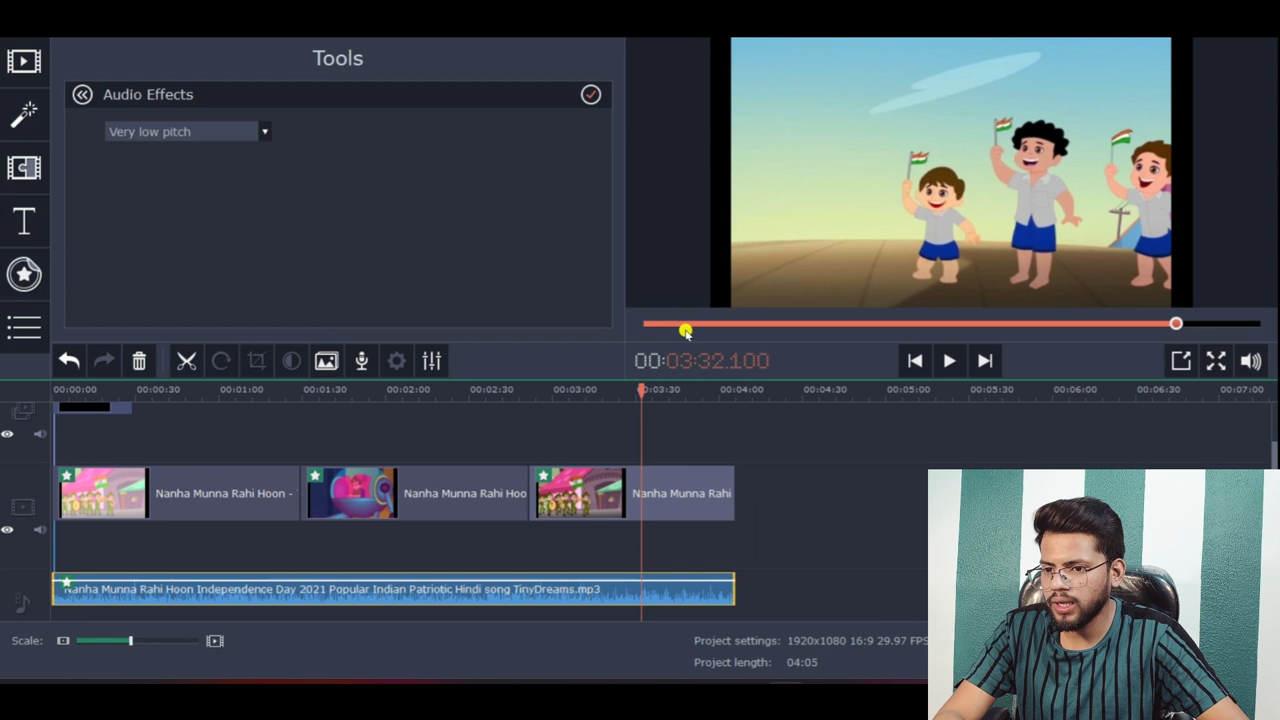 Tools
Audio Effects
Very low pitch
00:03:32.100
00:00:00 00:00:30 00:01:00 00:01:30 00:02:00 00:02:30 00:03:00 00:03:30 00:04:00 00:04:30 00:05:00 00:05:30 00:06:00 00:06:30 00:07:00
Nanha Munna Rahi Hoon - Nanha Munna Rahi Hoo Nanha Munna Rahi
Nanha Munna Rahi Hoon Independence Day 2021 Popular Indian Patriotic Hindi song TinyDreams.mp3
Scale:
Project settings: 1920x1080 16:9 29.97 FPS
Project length: 04:05